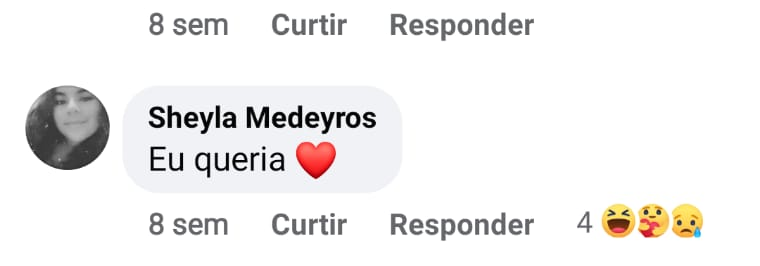 8 sem Curtir Responder
Sheyla Medeyros
Eu queria ❤️
8 sem Curtir Responder 4 😆🤗😢